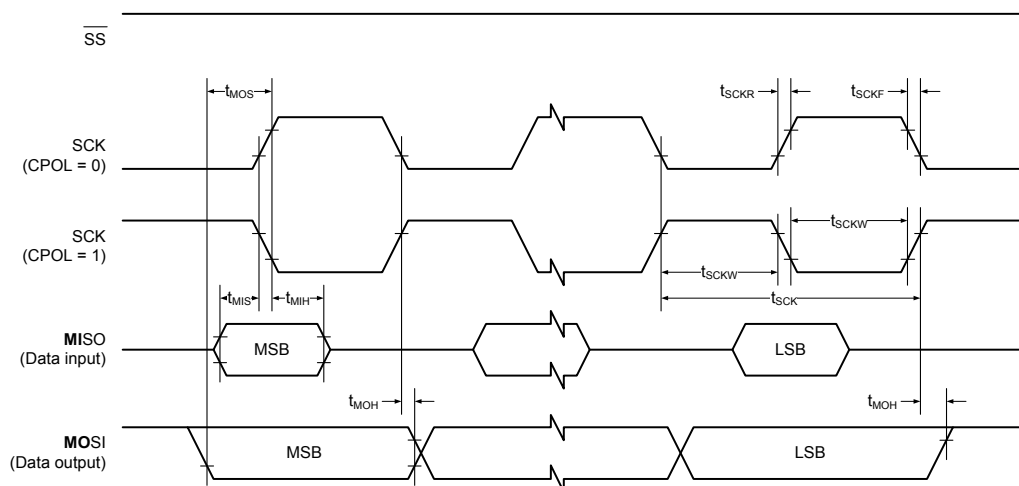 SS
tMOS
tSCKR
tSCKF
SCK
(CPOL = 0)
SCK
(CPOL = 1)
tSCKW
tSCKW
tSCK
tMIS
tMIH
MISO
(Data input)
MSB
LSB
tMOH
tMOH
MOSI
(Data output)
MSB
LSB